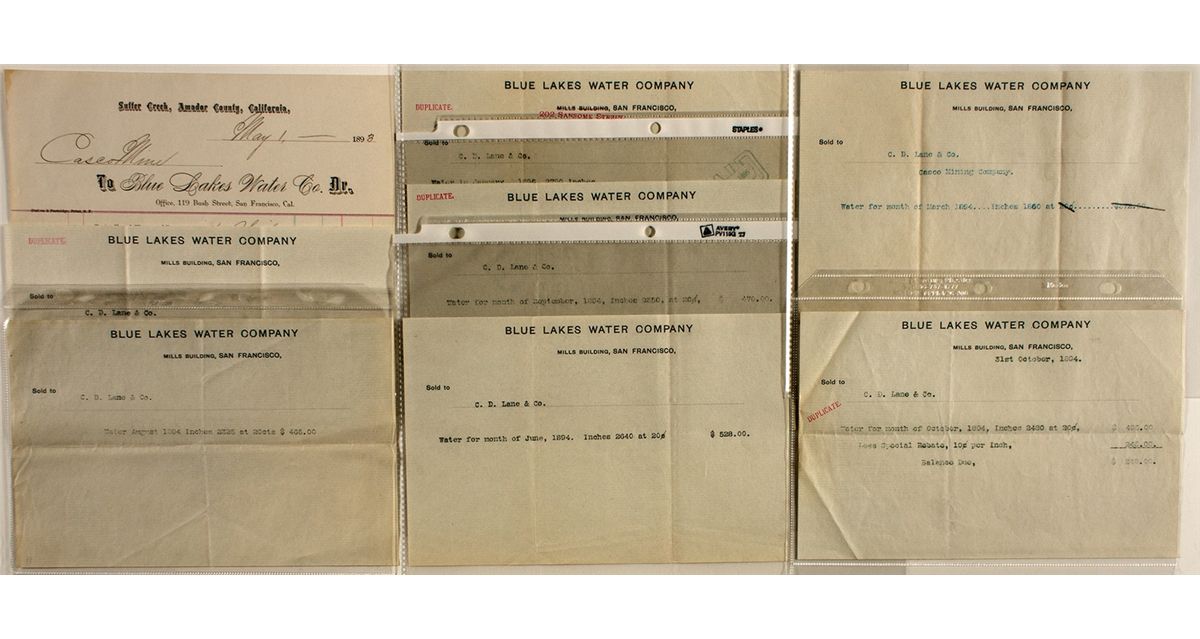 Sutter Creek, Amador County, California,
May 1, 1893
Casco Mine
To Blue Lakes Water Co. Dr.
Office, 119 Bush Street, San Francisco, Cal.
DUPLICATE.
BLUE LAKES WATER COMPANY
MILLS BUILDING, SAN FRANCISCO,
Sold to
C. D. Lane & Co.
BLUE LAKES WATER COMPANY
MILLS BUILDING, SAN FRANCISCO,
Sold to
C. D. Lane & Co.
Water August 1894 Inches 2325 at 20cts $ 465.00
BLUE LAKES WATER COMPANY
DUPLICATE.
MILLS BUILDING, SAN FRANCISCO,
202 SANSOME STREET
STAPLES
Sold to
C. D. Lane & Co.
Water in January, Inches
BLUE LAKES WATER COMPANY
DUPLICATE.
MILLS BUILDING, SAN FRANCISCO,
AVERY
Sold to
C. D. Lane & Co.
Water for month of September, 1894, Inches at 20¢, $
BLUE LAKES WATER COMPANY
MILLS BUILDING, SAN FRANCISCO,
Sold to
C. D. Lane & Co.
Water for month of June, 1894. Inches 2640 at 20¢ $ 528.00.
BLUE LAKES WATER COMPANY
MILLS BUILDING, SAN FRANCISCO,
Sold to
C. D. Lane & Co.
Casco Mining Company.
Water for month of March 1894....Inches 1860 at
BLUE LAKES WATER COMPANY
MILLS BUILDING, SAN FRANCISCO,
31st October, 1894.
Sold to
C. D. Lane & Co.
DUPLICATE.
Water for month of October, 1894, Inches at 20¢, $
Less Special Rebate, 10¢ per Inch,
Balance Due, $